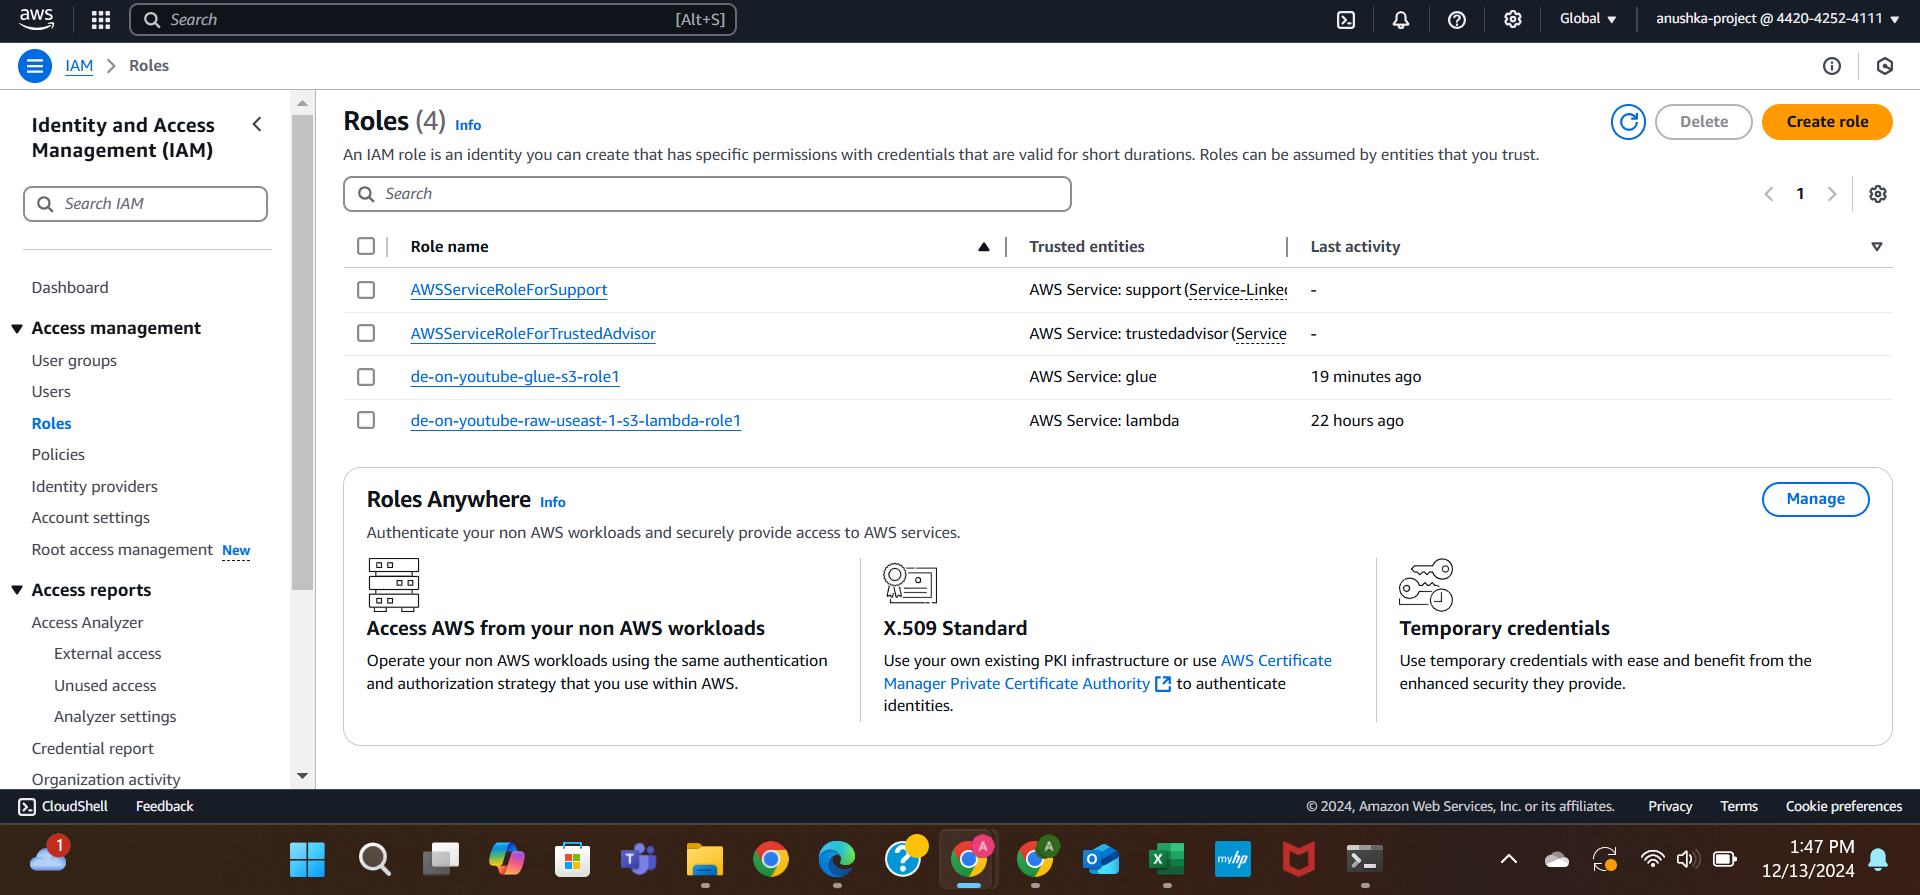 aws
Search [Alt+S]
Global
anushka-project @ 4420-4252-4111
IAM
Roles
Identity and Access
Management (IAM)
Search IAM
Dashboard
Access management
User groups
Users
Roles
Policies
Identity providers
Account settings
Root access management New
Access reports
Access Analyzer
External access
Unused access
Analyzer settings
Credential report
Organization activity
Roles (4) Info
Delete
Create role
An IAM role is an identity you can create that has specific permissions with credentials that are valid for short durations. Roles can be assumed by entities that you trust.
Search
1
Role name Trusted entities Last activity
AWSServiceRoleForSupport AWS Service: support (Service-Linked -
AWSServiceRoleForTrustedAdvisor AWS Service: trustedadvisor (Service -
de-on-youtube-glue-s3-role1 AWS Service: glue 19 minutes ago
de-on-youtube-raw-useast-1-s3-lambda-role1 AWS Service: lambda 22 hours ago
Roles Anywhere Info
Manage
Authenticate your non AWS workloads and securely provide access to AWS services.
Access AWS from your non AWS workloads
Operate your non AWS workloads using the same authentication
and authorization strategy that you use within AWS.
X.509 Standard
Use your own existing PKI infrastructure or use AWS Certificate
Manager Private Certificate Authority to authenticate
identities.
Temporary credentials
Use temporary credentials with ease and benefit from the
enhanced security they provide.
CloudShell Feedback
© 2024, Amazon Web Services, Inc. or its affiliates. Privacy Terms Cookie preferences
1
T
A
A
O
X
myhp
1:47 PM
12/13/2024